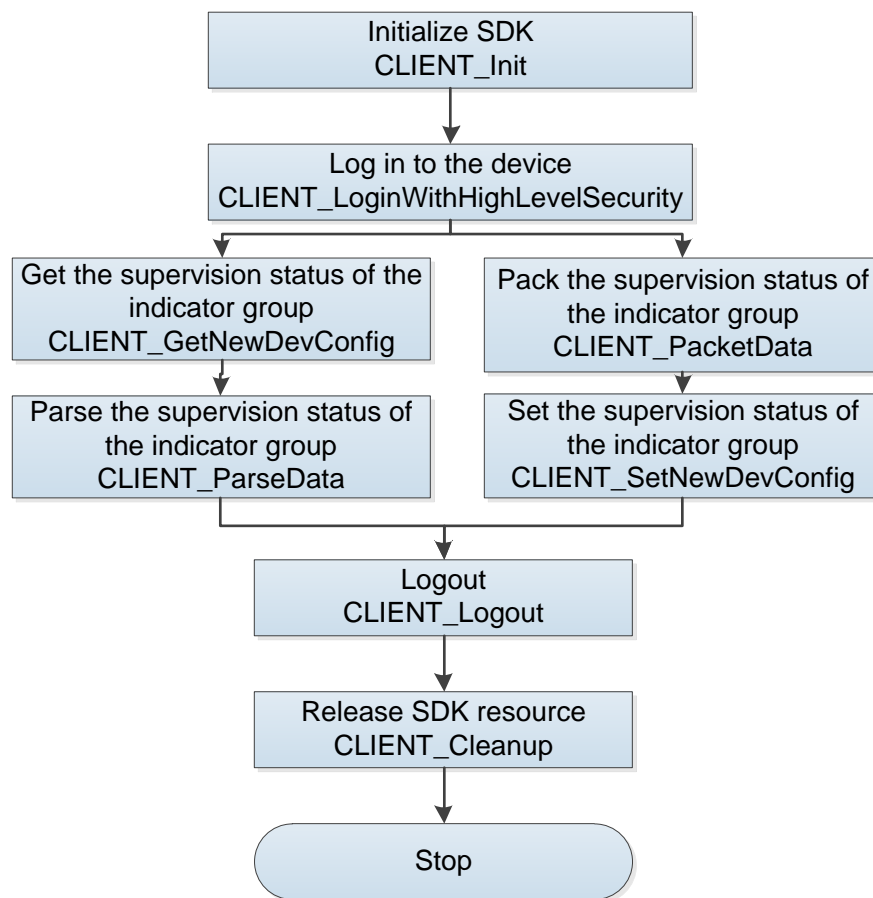 Initialize SDK
CLIENT_Init
Log in to the device
CLIENT_LoginWithHighLevelSecurity
Get the supervision status of the
indicator group
CLIENT_GetNewDevConfig
Parse the supervision status of
the indicator group
CLIENT_ParseData
Pack the supervision status of
the indicator group
CLIENT_PacketData
Set the supervision status of
the indicator group
CLIENT_SetNewDevConfig
Logout
CLIENT_Logout
Release SDK resource
CLIENT_Cleanup
Stop